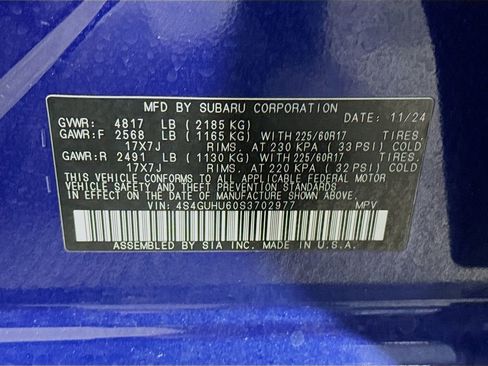 MFD BY SUBARU CORPORATION
GVWR: 4817 LB (2185 KG) DATE: 11/24
GAWR:F 2568 LB (1165 KG) WITH 225/60R17 TIRES.
17X7J RIMS. AT 230 KPA (33 PSI) COLD
GAWR:R 2491 LB (1130 KG) WITH 225/60R17 TIRES.
17X7J RIMS. AT 220 KPA (32 PSI) COLD
THIS VEHICLE CONFORMS TO ALL APPLICABLE FEDERAL MOTOR
VEHICLE SAFETY AND THEFT PREVENTION STANDARDS IN EFFECT
ON THE DATE OF MANUFACTURE SHOWN ABOVE.
VIN: 4S4GUHU60S3702977 MPV
ASSEMBLED BY SIA INC. MADE IN U.S.A.